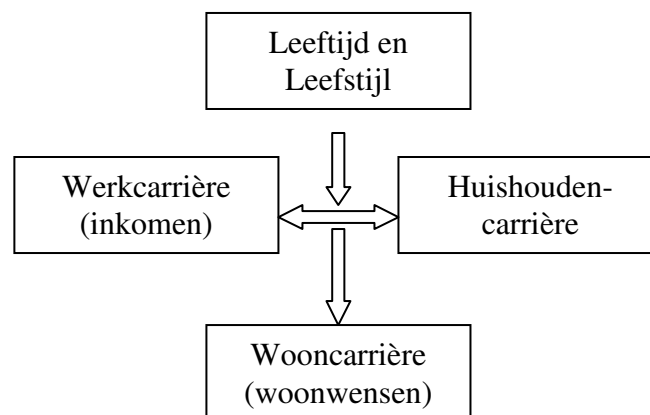 Leeftijd en
Leefstijl
Werkcarrière
(inkomen)
Huishouden-
carrière
Wooncarrière
(woonwensen)